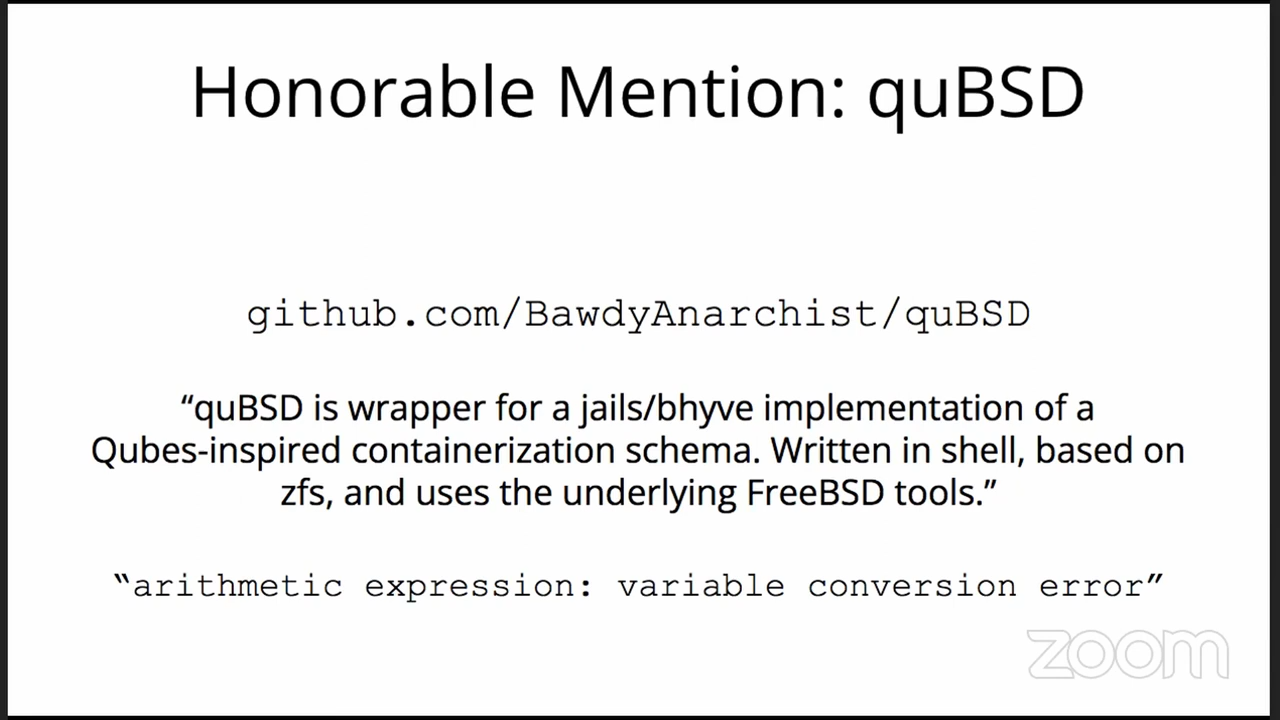 Honorable Mention: quBSD
github.com/BawdyAnarchist/quBSD
“quBSD is wrapper for a jails/bhyve implementation of a
Qubes-inspired containerization schema. Written in shell, based on
zfs, and uses the underlying FreeBSD tools.”
“arithmetic expression: variable conversion error”
zoom